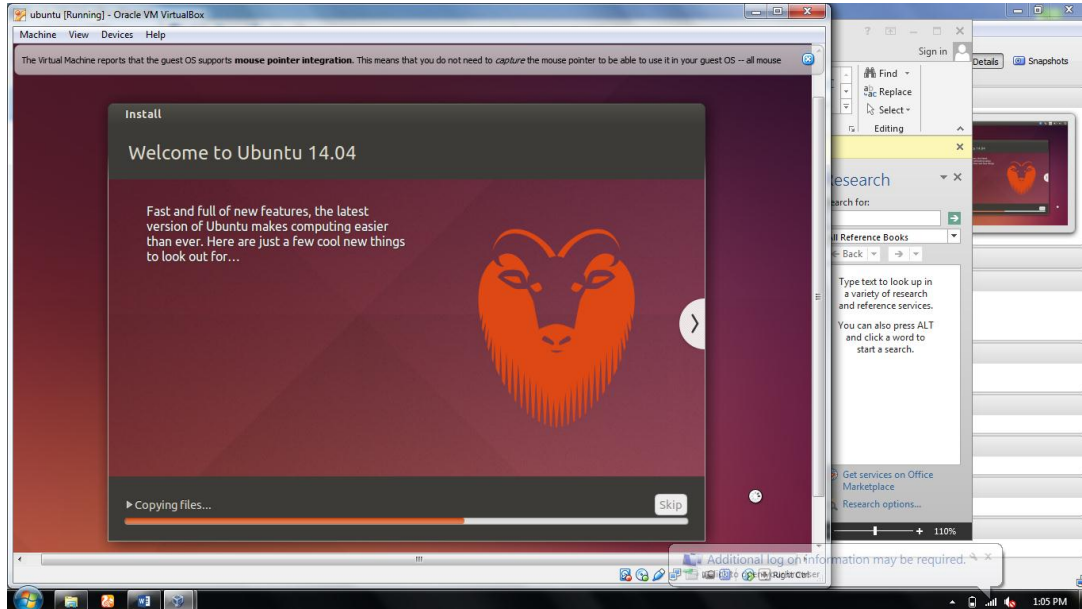 ubuntu [Running] - Oracle VM VirtualBox
Machine View Devices Help
The Virtual Machine reports that the guest OS supports mouse pointer integration. This means that you do not need to capture the mouse pointer to be able to use it in your guest OS -- all mouse
Install
Welcome to Ubuntu 14.04
Fast and full of new features, the latest
version of Ubuntu makes computing easier
than ever. Here are just a few cool new things
to look out for...
Copying files...
Skip
Right Ctrl
Sign in
Find
Replace
Select
Editing
Details
Snapshots
esearch
earch for:
ll Reference Books
Back
Type text to look up in
a variety of research
and reference services.
You can also press ALT
and click a word to
start a search.
Get services on Office
Marketplace
Research options...
110%
Additional log on information may be required.
1:05 PM